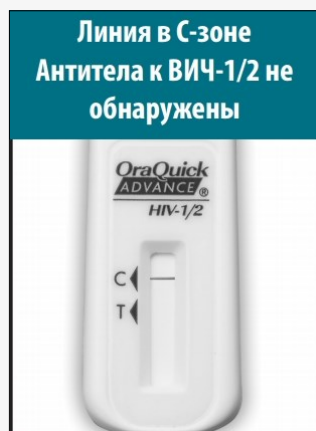 Линия в С-зоне
Антитела к ВИЧ-1/2 не
обнаружены
OraQuick
ADVANCE®
HIV-1/2
C
T